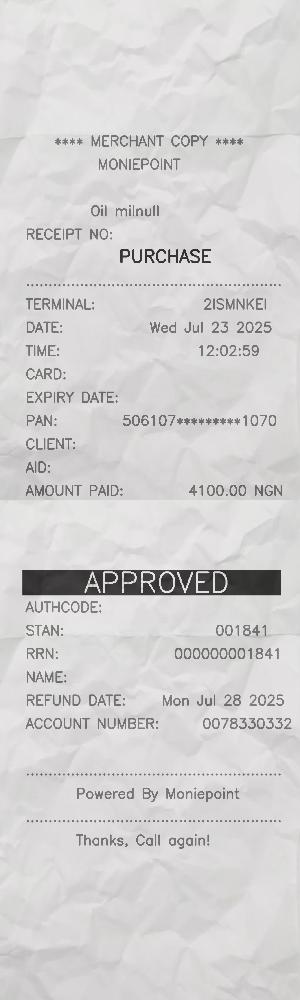 **** MERCHANT COPY ****
MONIEPOINT
Oil milnull
RECEIPT NO:
PURCHASE
TERMINAL: 2ISMNKEI
DATE: Wed Jul 23 2025
TIME: 12:02:59
CARD:
EXPIRY DATE:
PAN: 506107*********1070
CLIENT:
AID:
AMOUNT PAID: 4100.00 NGN
APPROVED
AUTHCODE:
STAN: 001841
RRN: 000000001841
NAME:
REFUND DATE: Mon Jul 28 2025
ACCOUNT NUMBER: 0078330332
Powered By Moniepoint
Thanks, Call again!